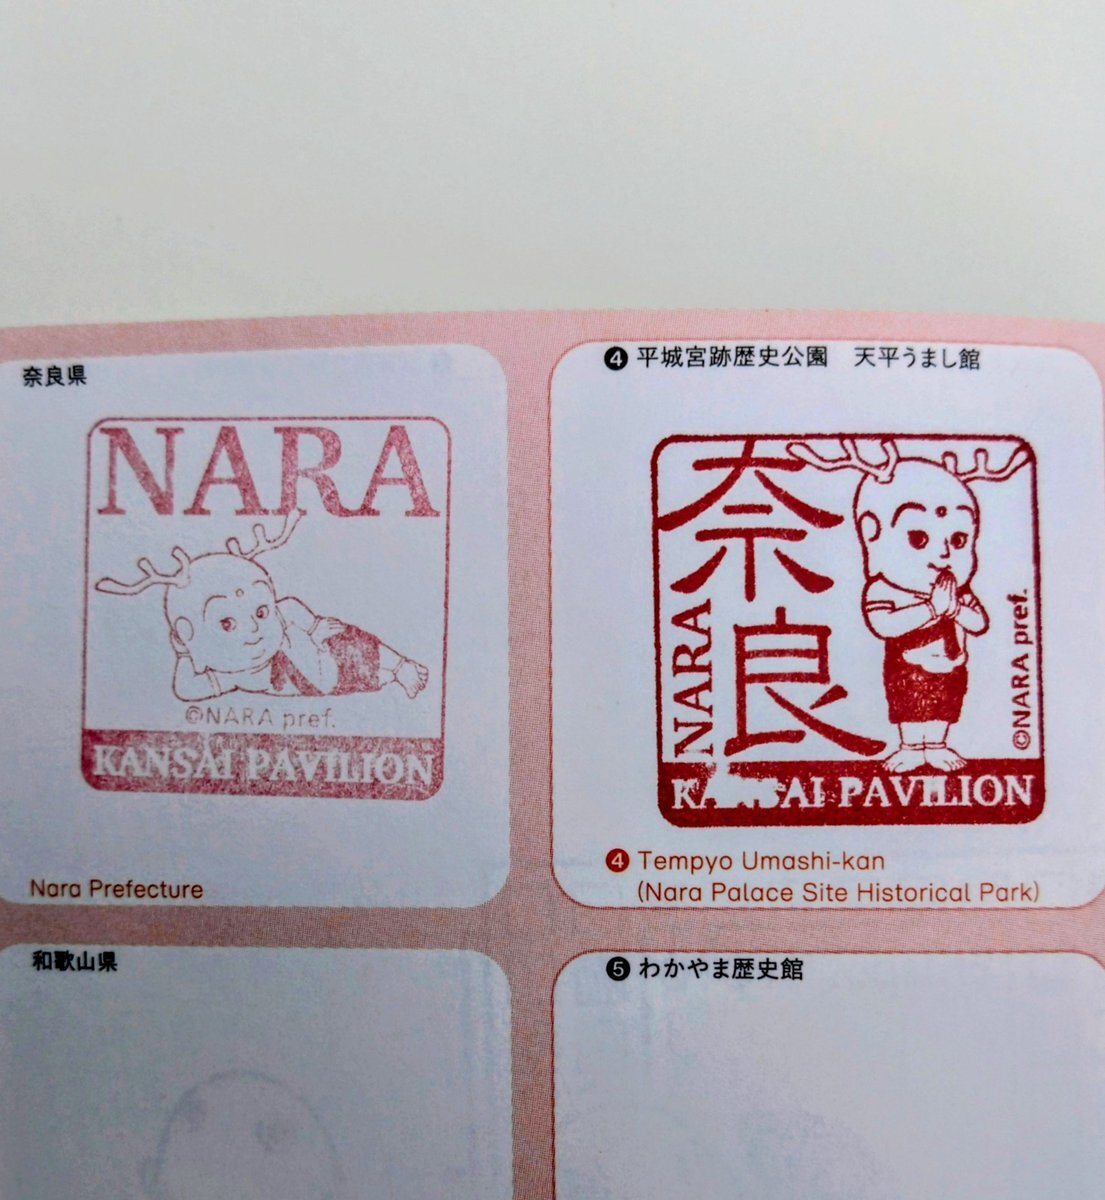 奈良県
NARA
©NARA pref.
KANSAI PAVILION
Nara Prefecture
❹ 平城宮跡歴史公園 天平うまし館
奈良
NARA
©NARA pref.
KANSAI PAVILION
❹ Tempyo Umashi-kan
(Nara Palace Site Historical Park)
和歌山県
❺ わかやま歴史館